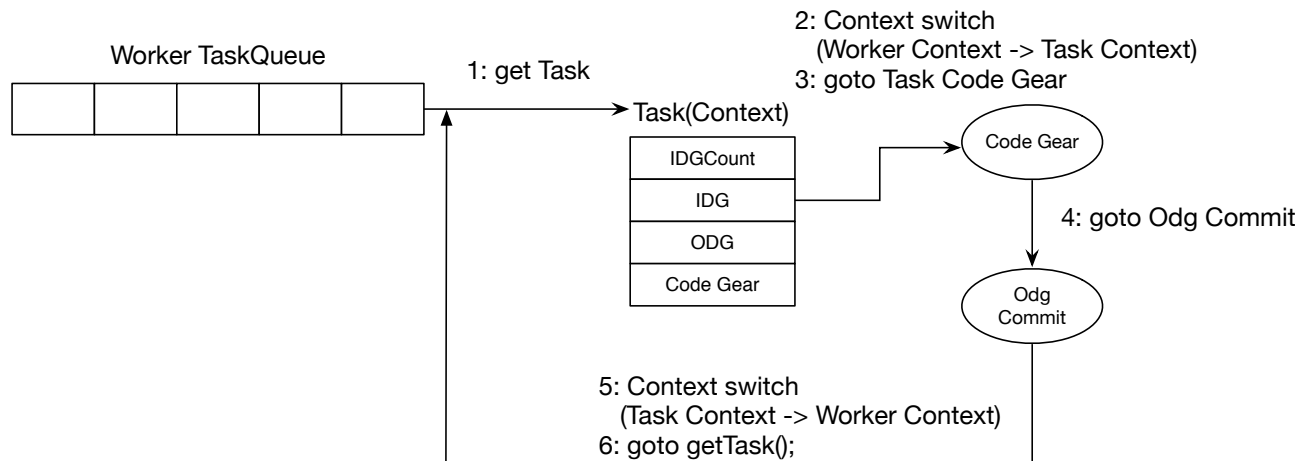 Worker TaskQueue
1: get Task
2: Context switch
(Worker Context -> Task Context)
3: goto Task Code Gear
Task(Context)
IDGCount
IDG
ODG
Code Gear
Code Gear
4: goto Odg Commit
Odg
Commit
5: Context switch
(Task Context -> Worker Context)
6: goto getTask();